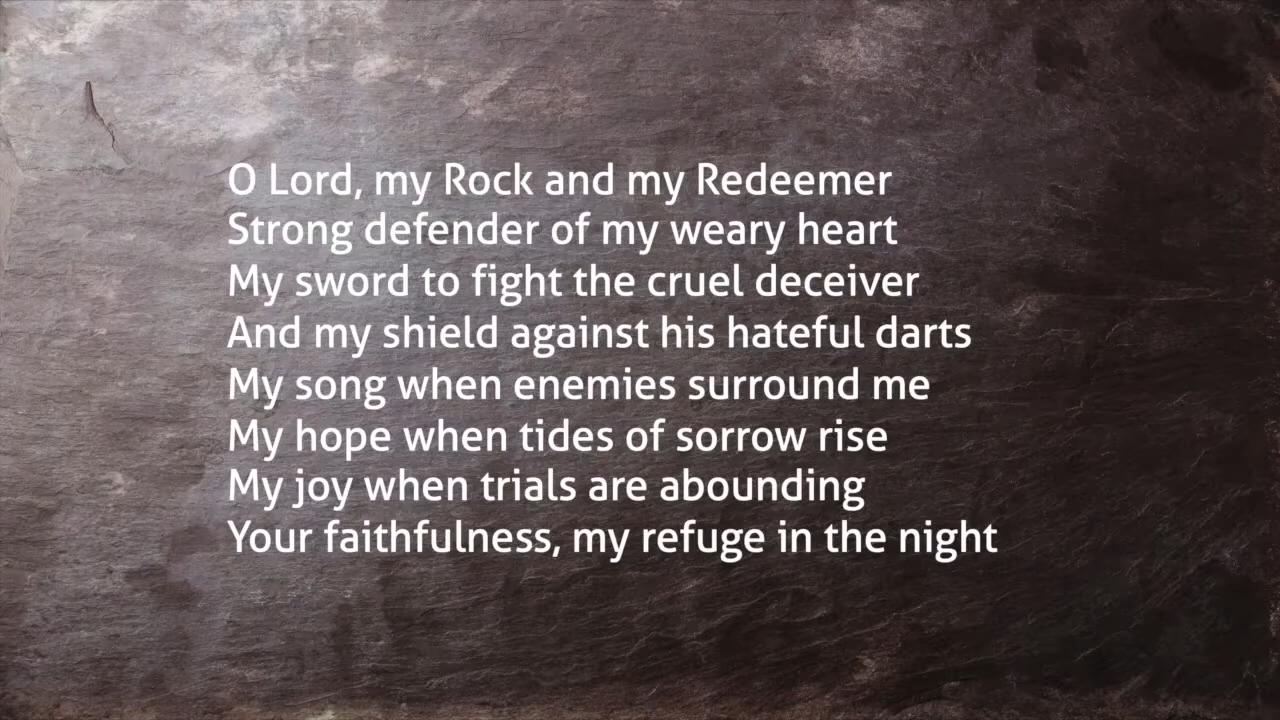 O Lord, my Rock and my Redeemer
Strong defender of my weary heart
My sword to fight the cruel deceiver
And my shield against his hateful darts
My song when enemies surround me
My hope when tides of sorrow rise
My joy when trials are abounding
Your faithfulness, my refuge in the night